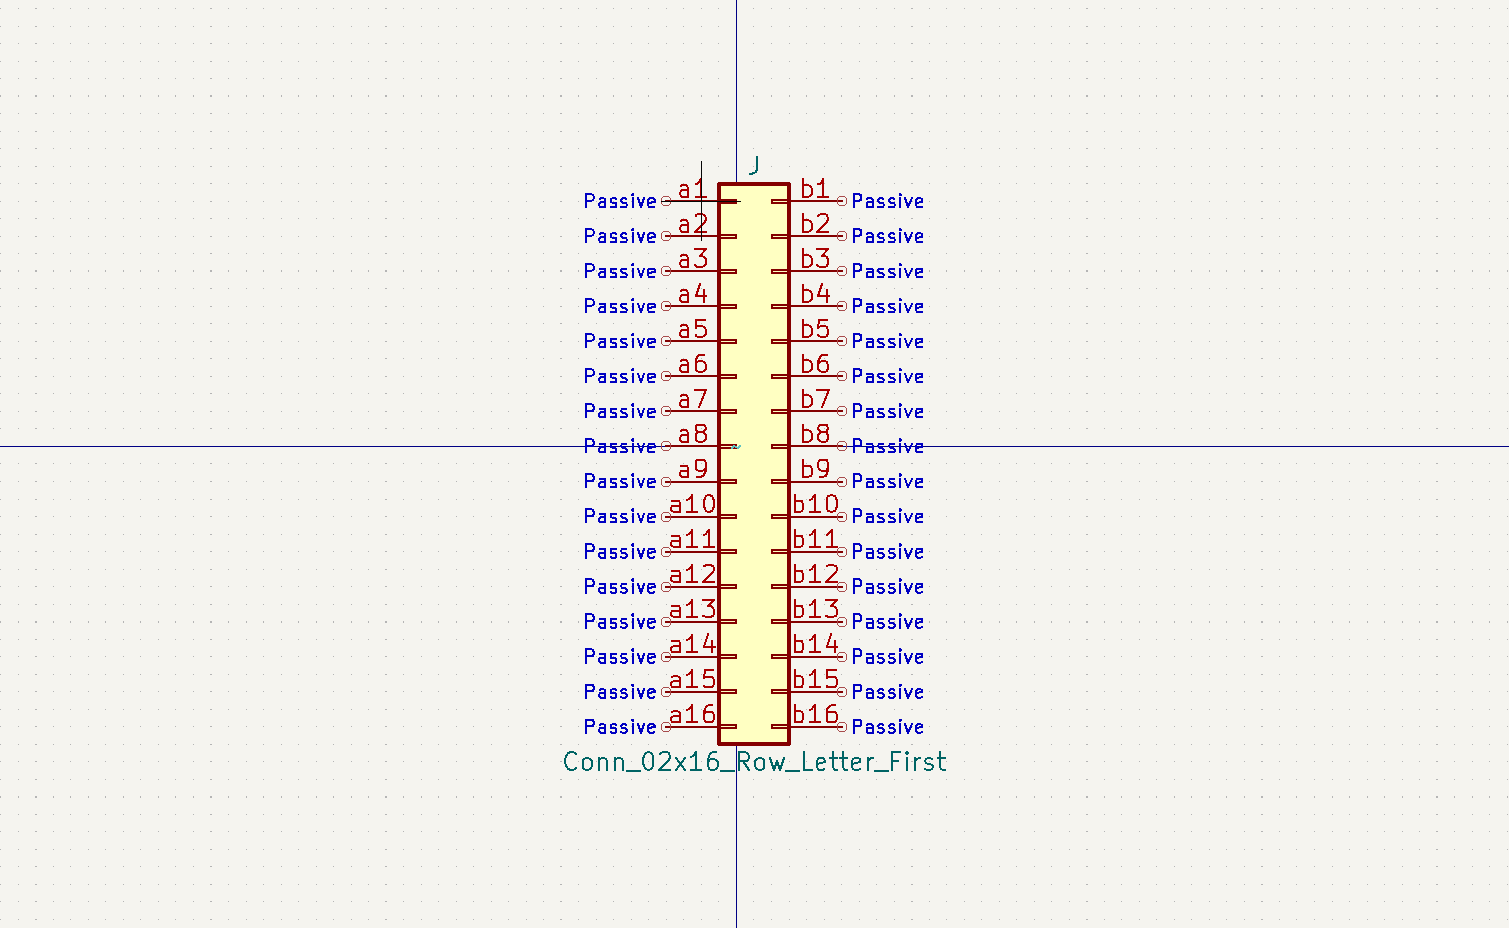 J
Passive a1 b1 Passive
Passive a2 b2 Passive
Passive a3 b3 Passive
Passive a4 b4 Passive
Passive a5 b5 Passive
Passive a6 b6 Passive
Passive a7 b7 Passive
Passive a8 b8 Passive
Passive a9 b9 Passive
Passive a10 b10 Passive
Passive a11 b11 Passive
Passive a12 b12 Passive
Passive a13 b13 Passive
Passive a14 b14 Passive
Passive a15 b15 Passive
Passive a16 b16 Passive
Conn_02x16_Row_Letter_First